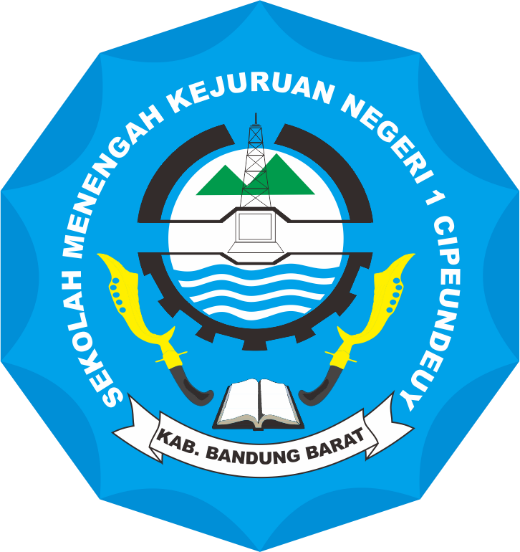 SEKOLAH MENENGAH KEJURUAN NEGERI 1 CIPEUNDEUY
KAB. BANDUNG BARAT